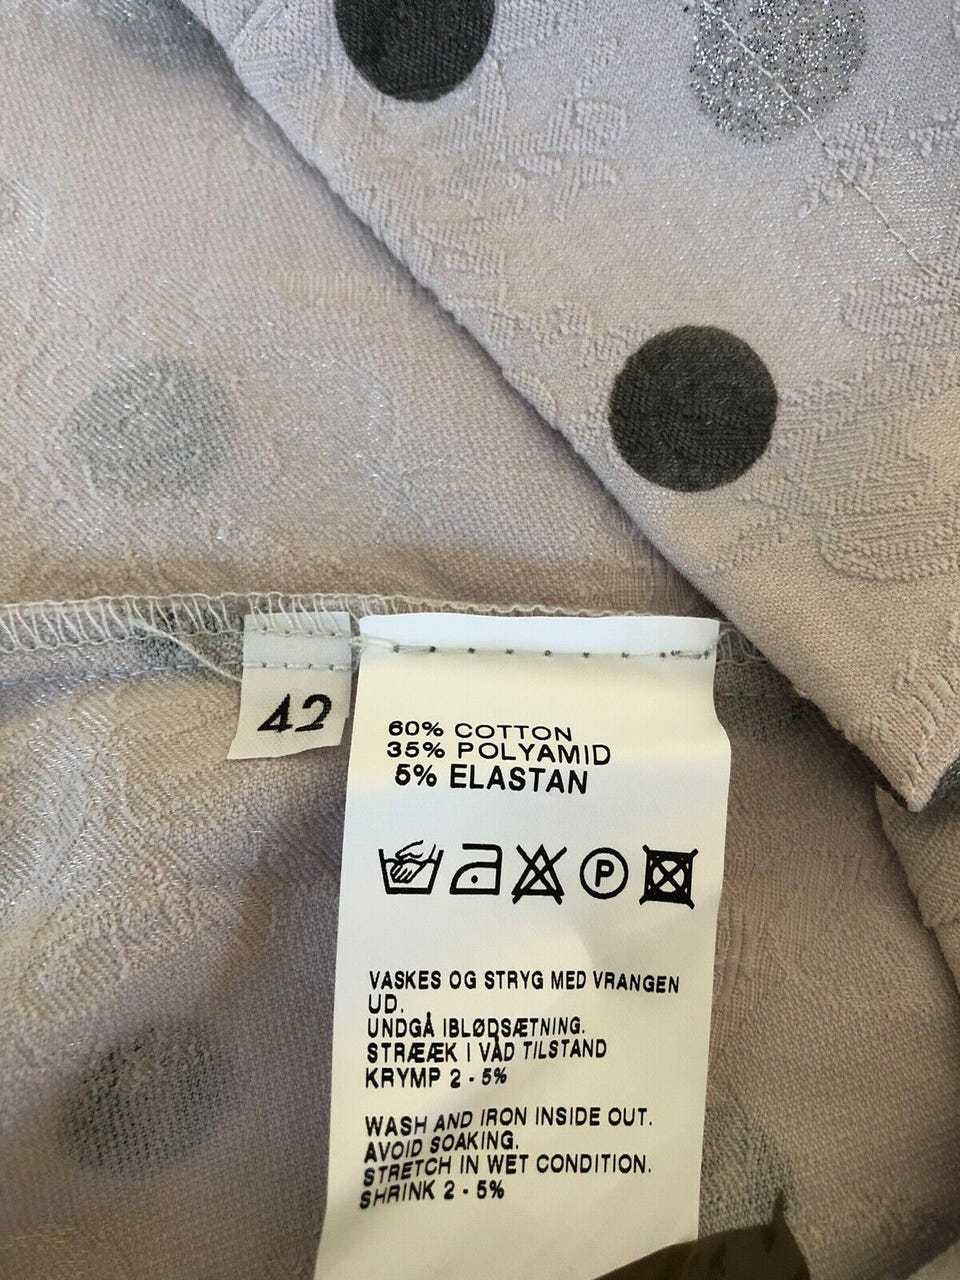 42
60% COTTON
35% POLYAMID
5% ELASTAN
P
VASKES OG STRYG MED VRANGEN
UD.
UNDGÅ IBLØDSÆTNING.
STRÆÆK I VÅD TILSTAND
KRYMP 2 - 5%
WASH AND IRON INSIDE OUT.
AVOID SOAKING.
STRETCH IN WET CONDITION.
SHRINK 2 - 5%